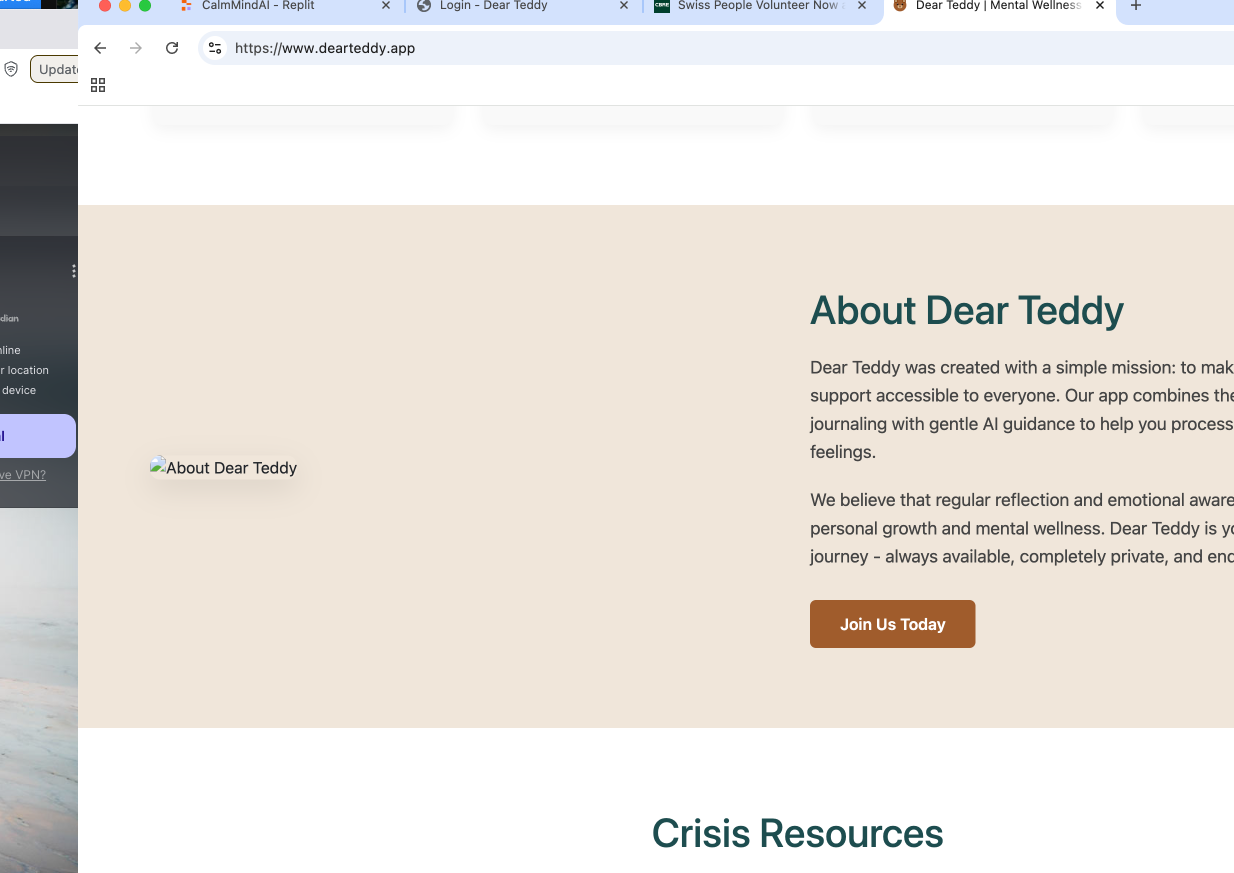 CalmMindAI - Replit
Login - Dear Teddy
Swiss People Volunteer Now
Dear Teddy | Mental Wellness
https://www.dearteddy.app
Update
dian
nline
r location
device
ve VPN?
About Dear Teddy
About Dear Teddy
Dear Teddy was created with a simple mission: to mak
support accessible to everyone. Our app combines the
journaling with gentle AI guidance to help you process
feelings.
We believe that regular reflection and emotional aware
personal growth and mental wellness. Dear Teddy is yo
journey - always available, completely private, and end
Join Us Today
Crisis Resources